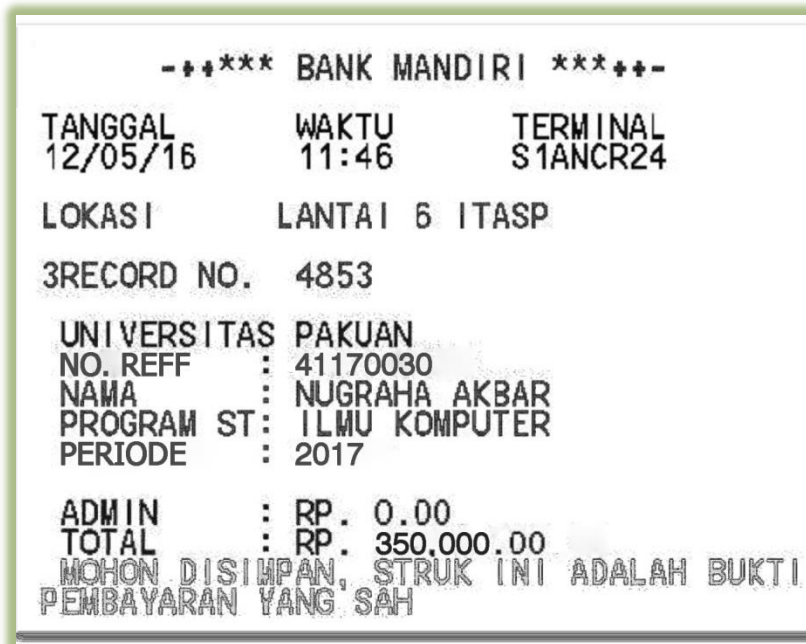 -++*** BANK MANDIRI ***++-
TANGGAL WAKTU TERMINAL
12/05/16 11:46 S1ANCR24
LOKASI LANTAI 6 ITASP
3RECORD NO. 4853
UNIVERSITAS PAKUAN
NO. REFF : 41170030
NAMA : NUGRAHA AKBAR
PROGRAM ST: ILMU KOMPUTER
PERIODE : 2017
ADMIN : RP. 0.00
TOTAL : RP. 350.000.00
MOHON DISIMPAN, STRUK INI ADALAH BUKTI
PEMBAYARAN YANG SAH